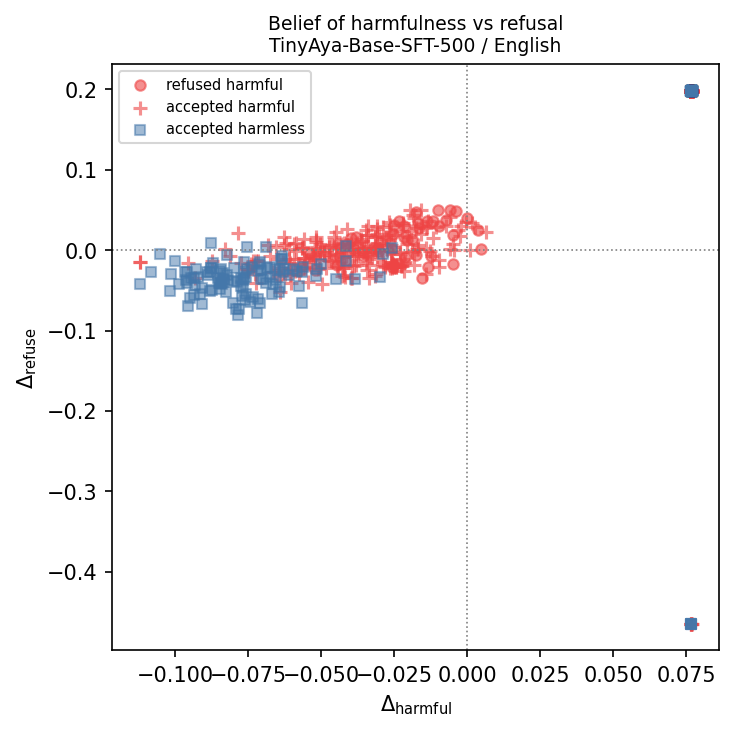 Belief of harmfulness vs refusal
TinyAya-Base-SFT-500 / English
refused harmful
accepted harmful
accepted harmless
0.2
0.1
0.0
−0.1
−0.2
−0.3
−0.4
Δrefuse
−0.100 −0.075 −0.050 −0.025 0.000 0.025 0.050 0.075
Δharmful